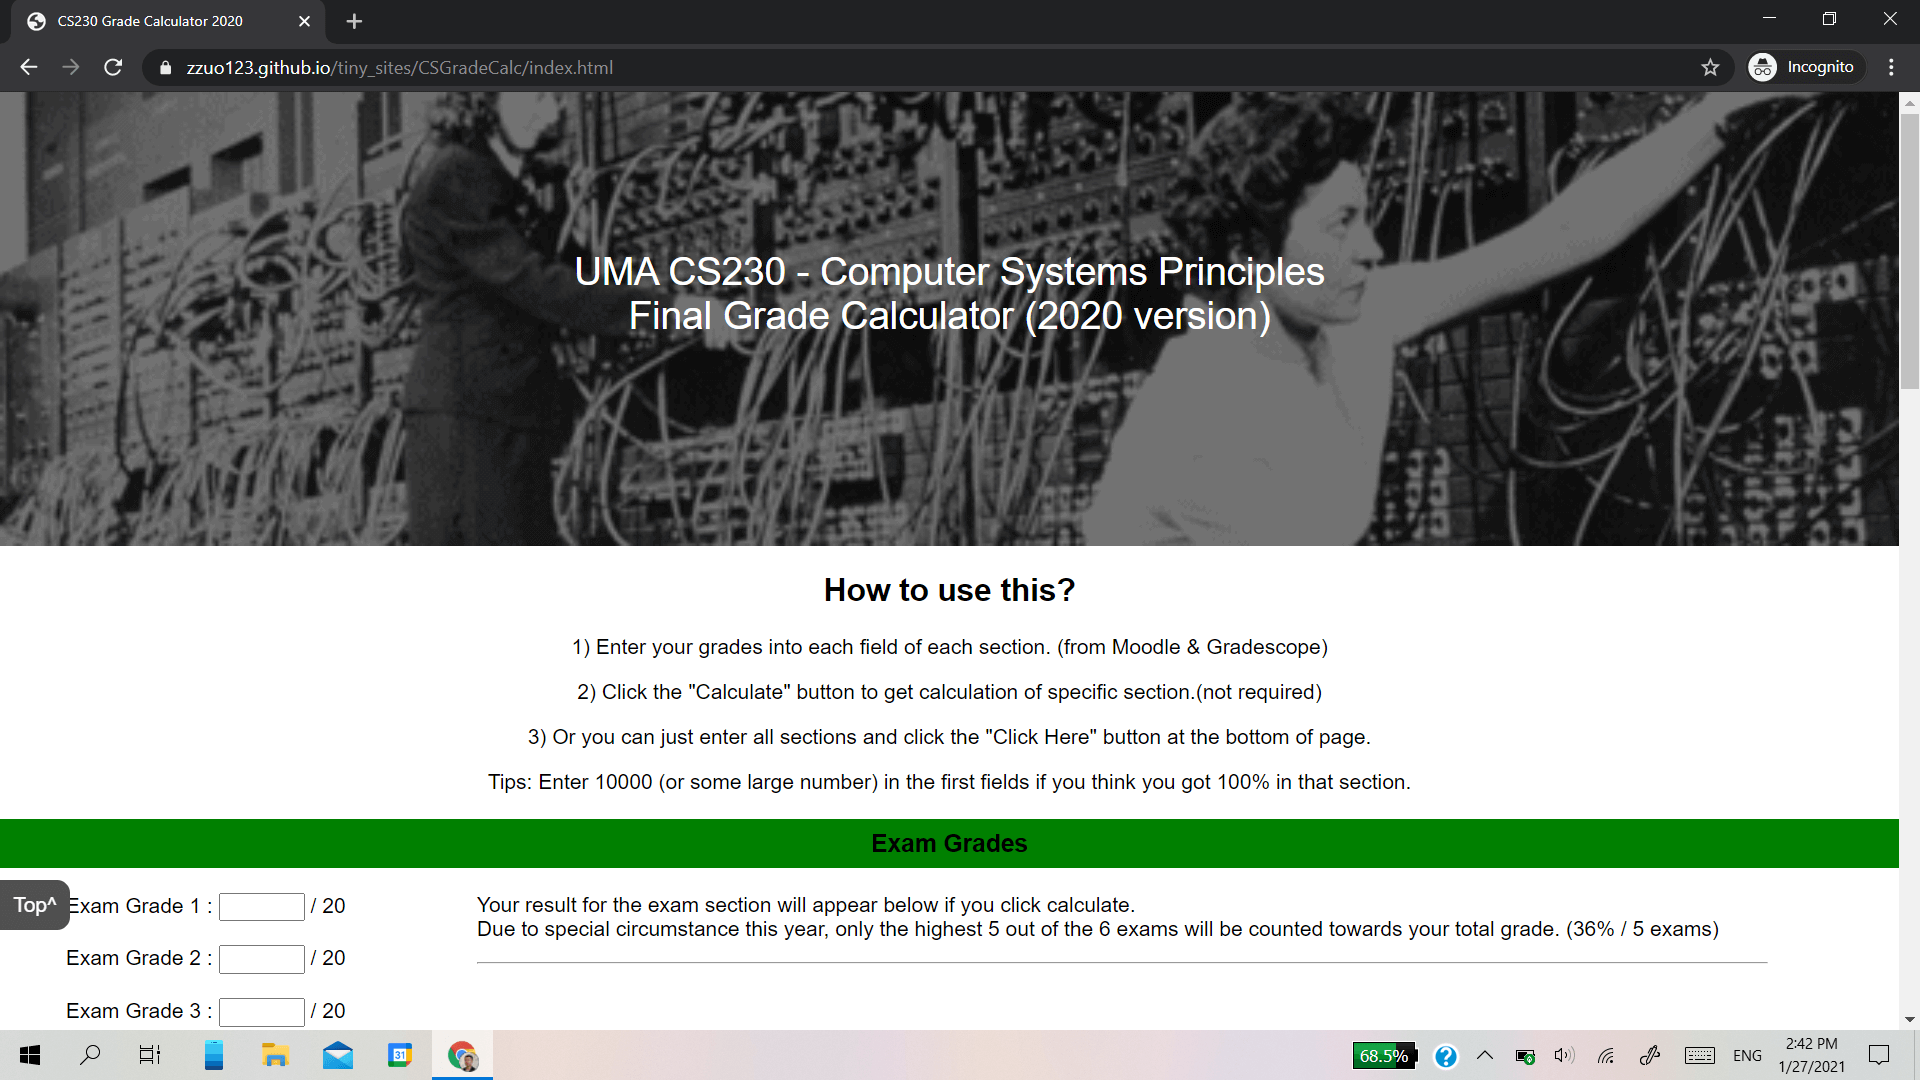 CS230 Grade Calculator 2020
zzuo123.github.io/tiny_sites/CSGradeCalc/index.html
Incognito
UMA CS230 - Computer Systems Principles
Final Grade Calculator (2020 version)
How to use this?
1) Enter your grades into each field of each section. (from Moodle & Gradescope)
2) Click the "Calculate" button to get calculation of specific section.(not required)
3) Or you can just enter all sections and click the "Click Here" button at the bottom of page.
Tips: Enter 10000 (or some large number) in the first fields if you think you got 100% in that section.
Exam Grades
Top^
Exam Grade 1 : / 20
Your result for the exam section will appear below if you click calculate.
Due to special circumstance this year, only the highest 5 out of the 6 exams will be counted towards your total grade. (36% / 5 exams)
Exam Grade 2 : / 20
Exam Grade 3 : / 20
31
68.5%
ENG
2:42 PM
1/27/2021